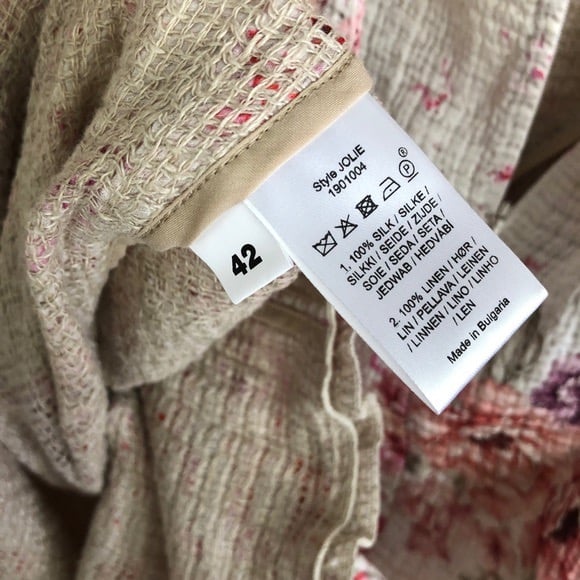 Style JOLIE
1901004
P
®
1. 100% SILK / SILKE /
SILKKI / SEIDE / ZIJDE /
SOIE / SEDA / SETA /
JEDWAB / HEDVÁBÍ
2. 100% LINEN / HØR /
LIN / PELLAVA / LEINEN
/ LINNEN / LINO / LINHO
/ LEN
Made in Bulgaria
42